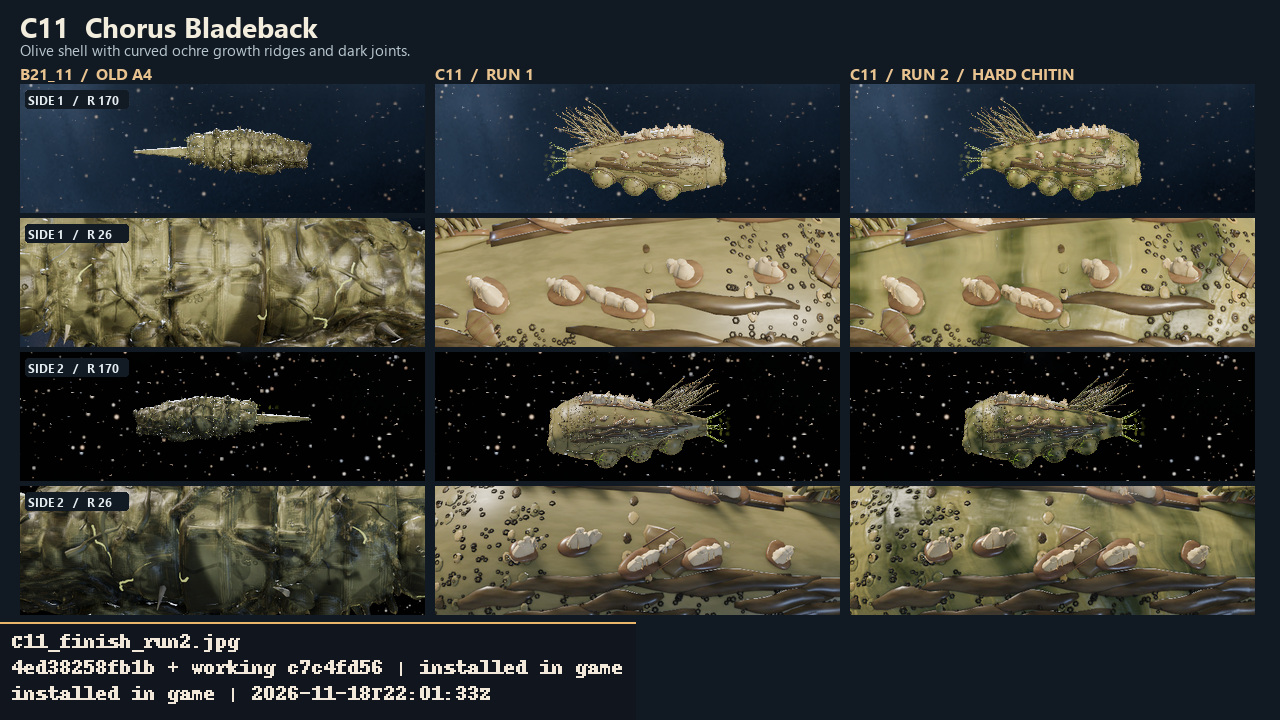 C11 Chorus Bladeback
Olive shell with curved ochre growth ridges and dark joints.
B21_11 / OLD A4
C11 / RUN 1
C11 / RUN 2 / HARD CHITIN
SIDE 1 / R 170
SIDE 1 / R 26
SIDE 2 / R 170
SIDE 2 / R 26
C11_finish_run2.jpg
4ed38258fb1b + working c7c4fd56 | installed in game
installed in game | 2026-11-18T22:01:33Z